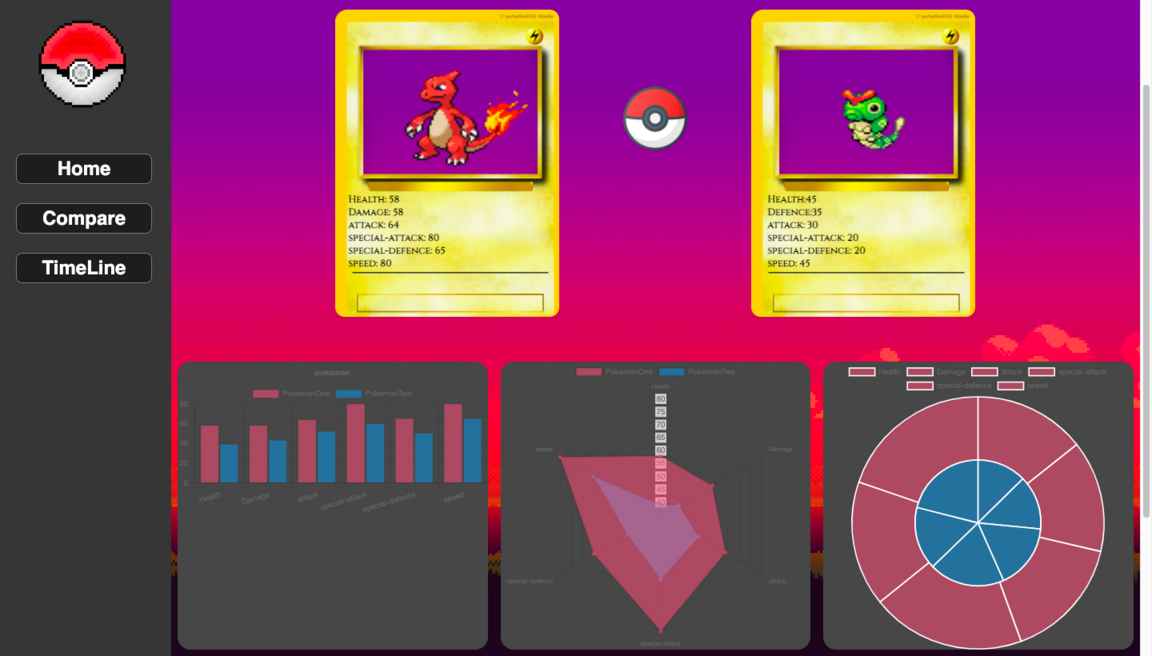 Home
Compare
TimeLine
Health: 58
Damage: 58
attack: 64
special-attack: 80
special-defence: 65
speed: 80
Health:45
Defence:35
attack: 30
special-attack: 20
special-defence: 20
speed: 45
pokemon
PokemonOne PokemonTwo
80
60
40
20
0
Health Damage attack special-attack special-defence speed
PokemonOne PokemonTwo
Health
80
75
70
65
60
55
50
45
40
speed Damage
special-defence attack
special-attack
Health Damage attack special-attack
special-defence speed